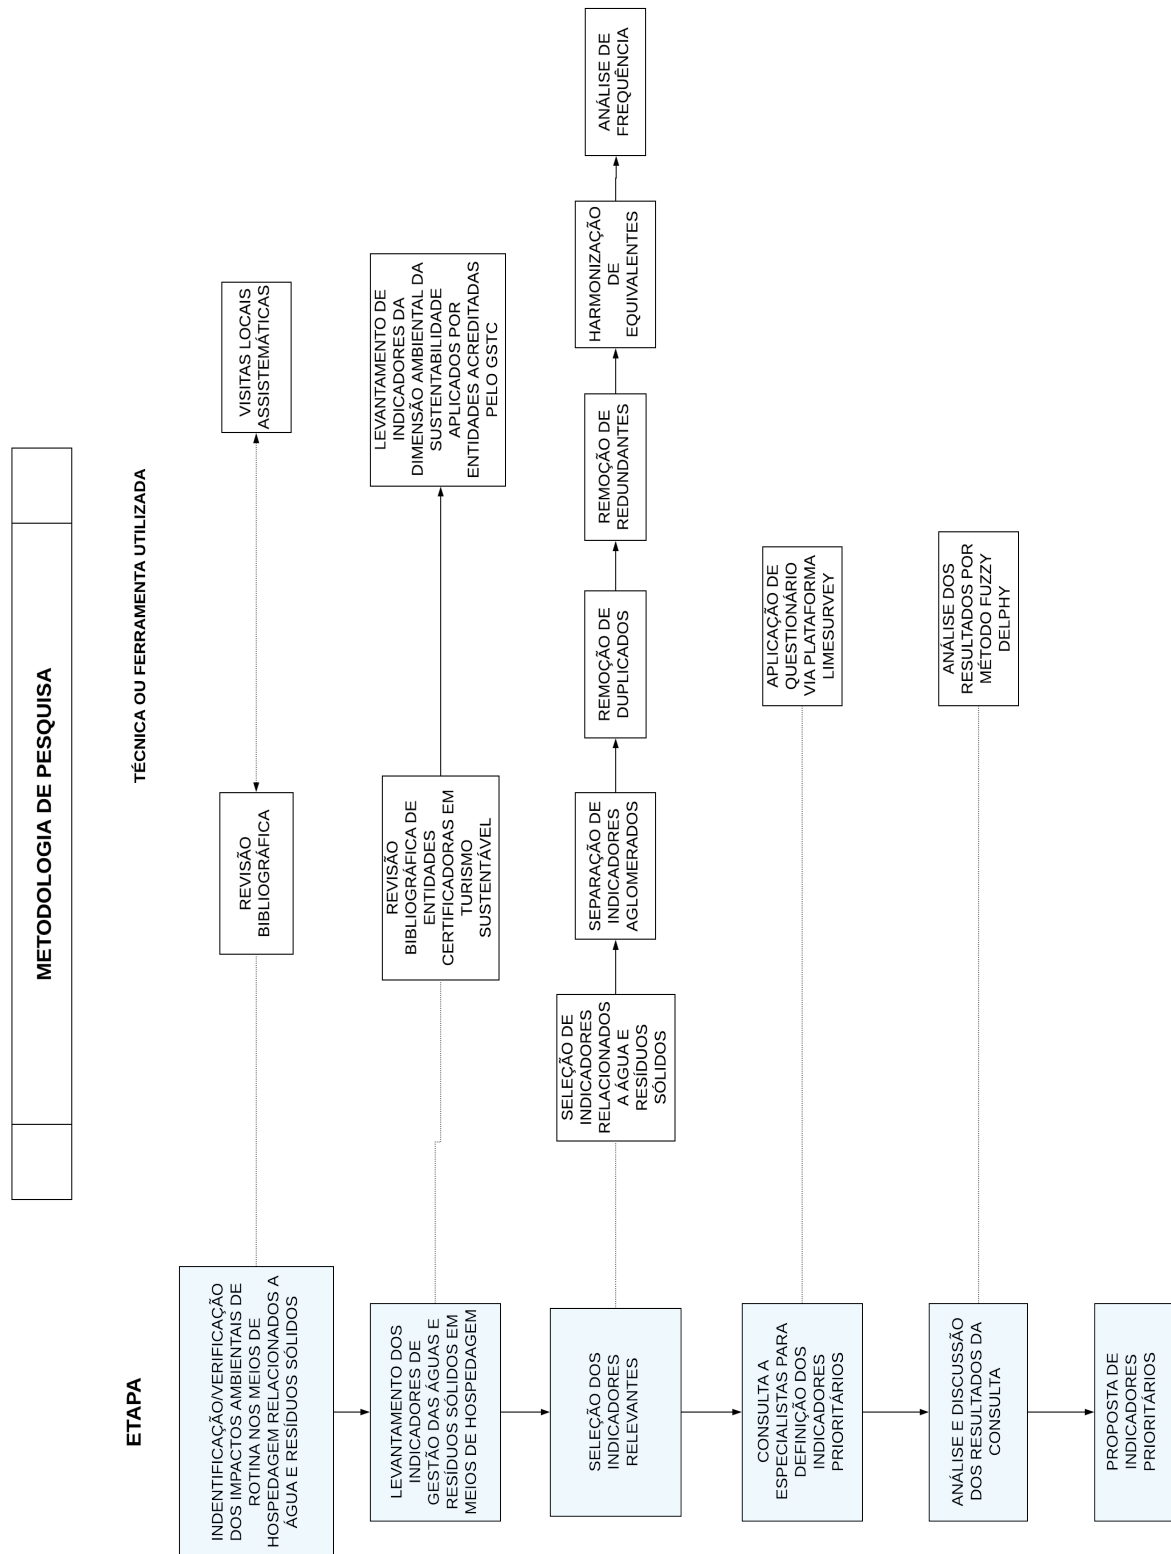 METODOLOGIA DE PESQUISA
ETAPA
TÉCNICA OU FERRAMENTA UTILIZADA
INDENTIFICAÇÃO/VERIFICAÇÃO
DOS IMPACTOS AMBIENTAIS DE
ROTINA NOS MEIOS DE
HOSPEDAGEM RELACIONADOS A
ÁGUA E RESÍDUOS SÓLIDOS
REVISÃO
BIBLIOGRÁFICA
VISITAS LOCAIS
ASSISTEMÁTICAS
LEVANTAMENTO DOS
INDICADORES DE
GESTÃO DAS ÁGUAS E
RESÍDUOS SÓLIDOS EM
MEIOS DE HOSPEDAGEM
REVISÃO
BIBLIOGRÁFICA DE
ENTIDADES
CERTIFICADORAS EM
TURISMO
SUSTENTÁVEL
LEVANTAMENTO DE
INDICADORES DA
DIMENSÃO AMBIENTAL DA
SUSTENTABILIDADE
APLICADOS POR
ENTIDADES ACREDITADAS
PELO GSTC
SELEÇÃO DOS
INDICADORES
RELEVANTES
SELEÇÃO DE
INDICADORES
RELACIONADOS
A ÁGUA E
RESÍDUOS
SÓLIDOS
SEPARAÇÃO DE
INDICADORES
AGLOMERADOS
REMOÇÃO DE
DUPLICADOS
REMOÇÃO DE
REDUNDANTES
HARMONIZAÇÃO
DE
EQUIVALENTES
ANÁLISE DE
FREQUÊNCIA
CONSULTA A
ESPECIALISTAS PARA
DEFINIÇÃO DOS
INDICADORES
PRIORITÁRIOS
APLICAÇÃO DE
QUESTIONÁRIO
VIA PLATAFORMA
LIMESURVEY
ANÁLISE E DISCUSSÃO
DOS RESULTADOS DA
CONSULTA
ANÁLISE DOS
RESULTADOS POR
MÉTODO FUZZY
DELPHY
PROPOSTA DE
INDICADORES
PRIORITÁRIOS